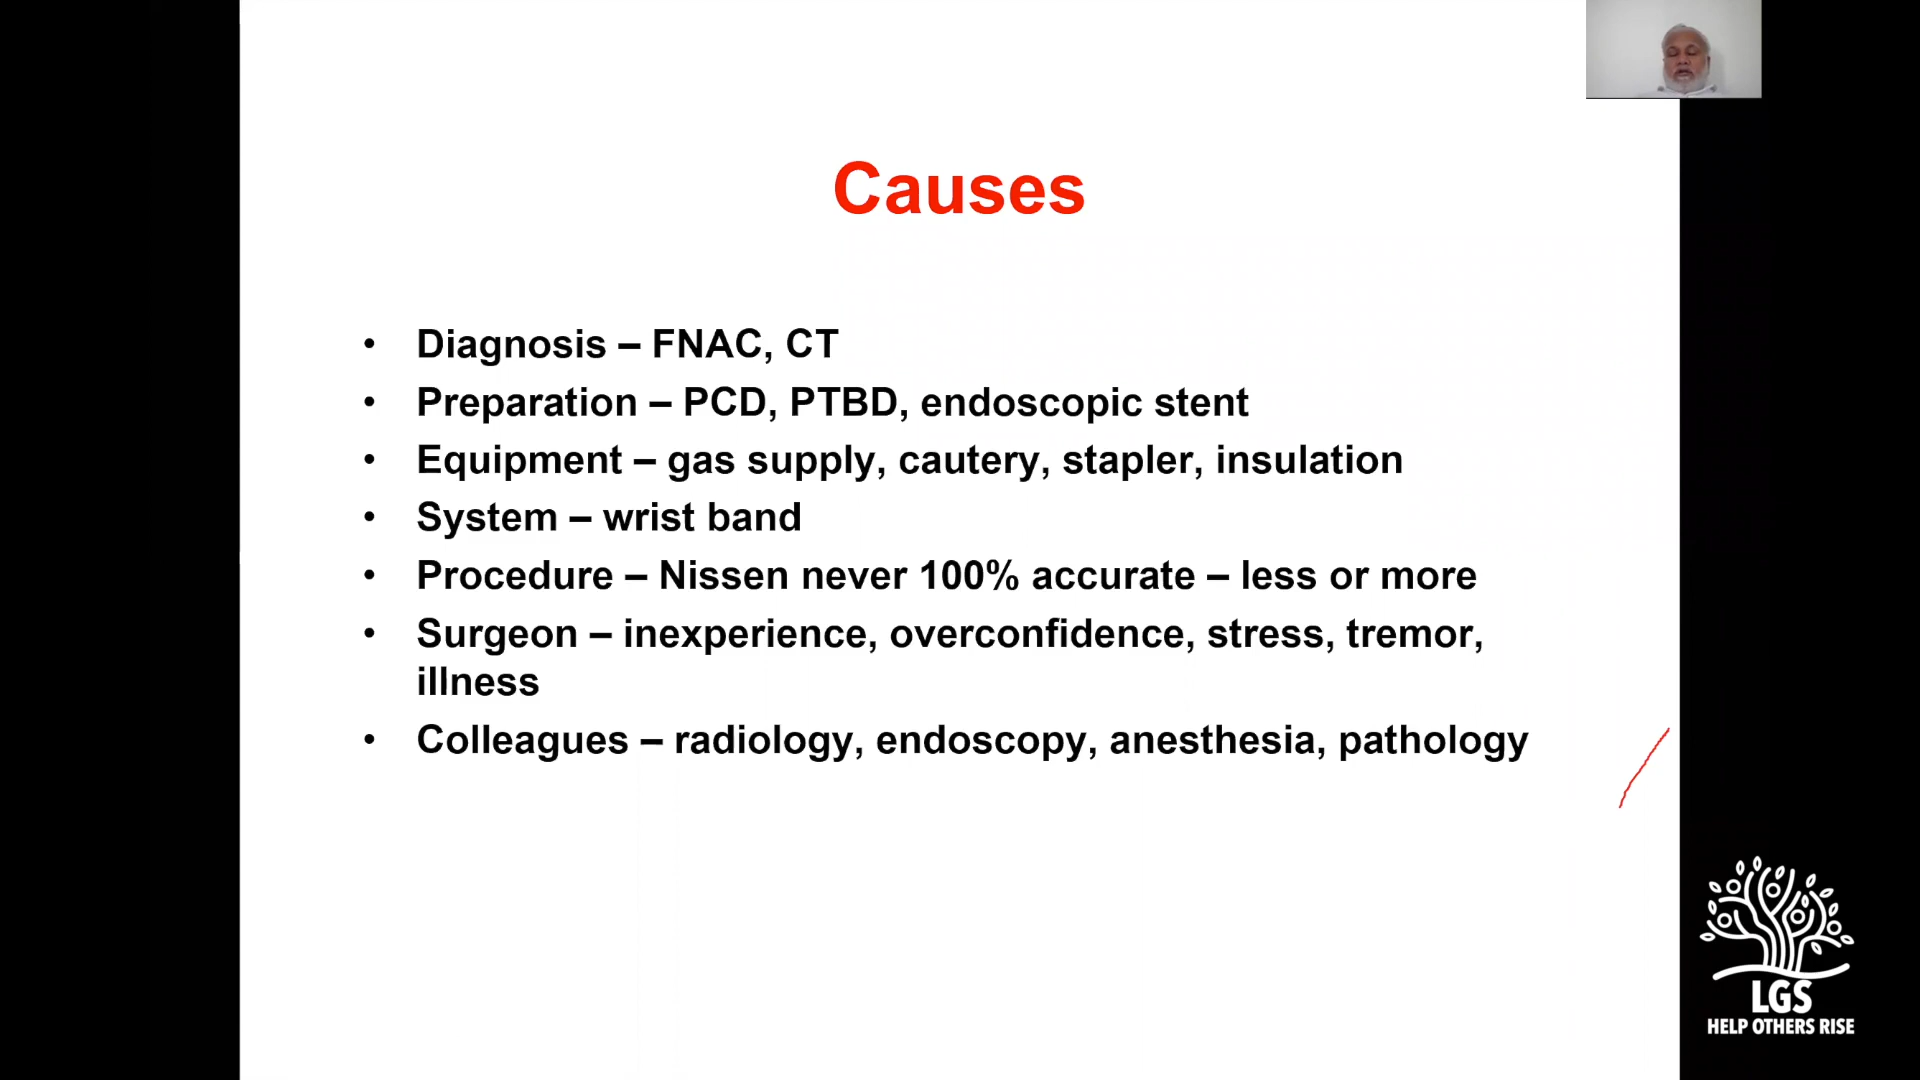 Causes
• Diagnosis – FNAC, CT
• Preparation – PCD, PTBD, endoscopic stent
• Equipment – gas supply, cautery, stapler, insulation
• System – wrist band
• Procedure – Nissen never 100% accurate – less or more
• Surgeon – inexperience, overconfidence, stress, tremor,
illness
• Colleagues – radiology, endoscopy, anesthesia, pathology
LGS
HELP OTHERS RISE